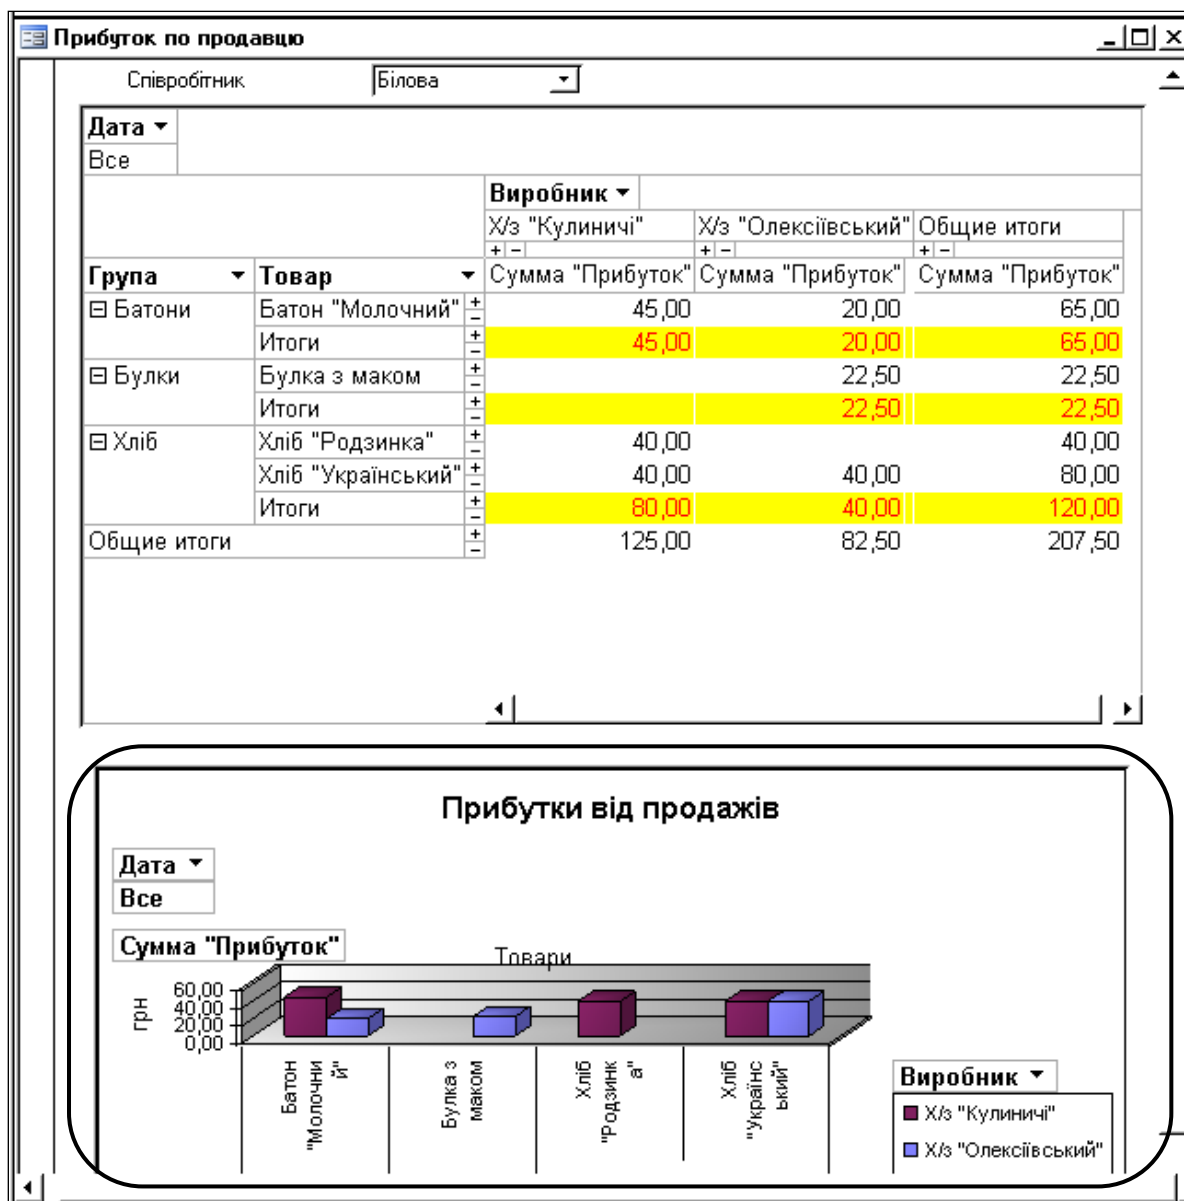 Прибуток по продавцю
Співробітник Білова
Дата
Все
Виробник
Х/з "Кулиничі" Х/з "Олексіївський" Общие итоги
+ − + − + −
Група Товар Сумма "Прибуток" Сумма "Прибуток" Сумма "Прибуток"
Батони Батон "Молочний" 45,00 20,00 65,00
Итоги 45,00 20,00 65,00
Булки Булка з маком 22,50 22,50
Итоги 22,50 22,50
Хліб Хліб "Родзинка" 40,00 40,00
Хліб "Український" 40,00 40,00 80,00
Итоги 80,00 40,00 120,00
Общие итоги 125,00 82,50 207,50
Прибутки від продажів
Дата
Все
Сумма "Прибуток"
Товари
грн
60,00
40,00
20,00
0,00
Батон
"Молочни
й"
Булка з
маком
Хліб
"Родзинк
а"
Хліб
"Українс
ький"
Виробник
Х/з "Кулиничі"
Х/з "Олексіївський"